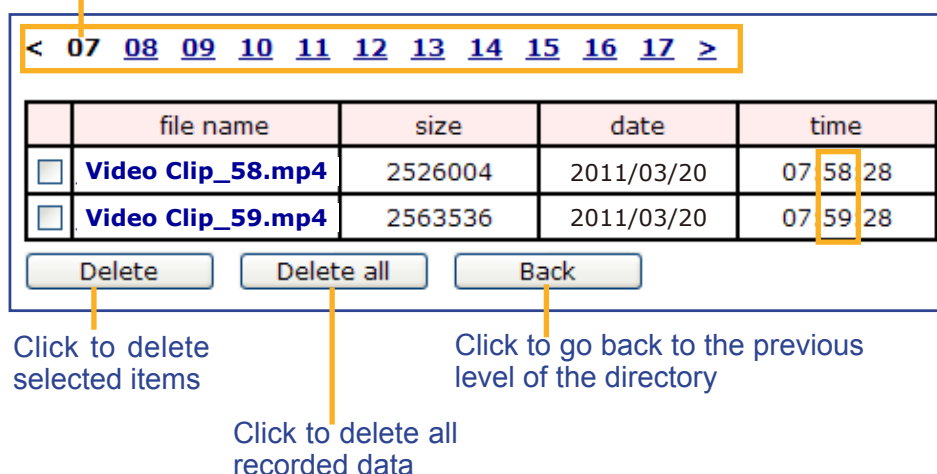 < 07 08 09 10 11 12 13 14 15 16 17 >
file name size date time
Video Clip_58.mp4 2526004 2011/03/20 07:58:28
Video Clip_59.mp4 2563536 2011/03/20 07:59:28
Delete Delete all Back
Click to delete
selected items
Click to go back to the previous
level of the directory
Click to delete all
recorded data